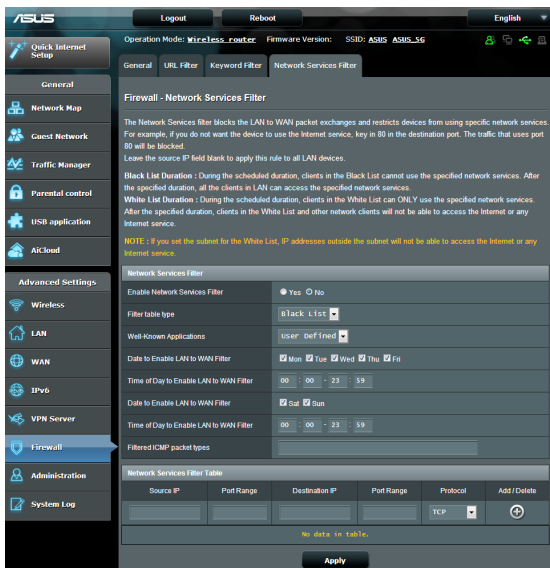 ASUS
Logout
Reboot
English
Operation Mode: Wireless router Firmware Version: SSID: ASUS ASUS_5G
Quick Internet
Setup
General
URL Filter
Keyword Filter
Network Services Filter
General
Network Map
Guest Network
Traffic Manager
Parental control
USB application
AiCloud
Advanced Settings
Wireless
LAN
WAN
IPv6
VPN Server
Firewall
Administration
System Log
Firewall - Network Services Filter
The Network Services filter blocks the LAN to WAN packet exchanges and restricts devices from using specific network services.
For example, if you do not want the device to use the Internet service, key in 80 in the destination port. The traffic that uses port
80 will be blocked.
Leave the source IP field blank to apply this rule to all LAN devices.
Black List Duration : During the scheduled duration, clients in the Black List cannot use the specified network services. After
the specified duration, all the clients in LAN can access the specified network services.
White List Duration : During the scheduled duration, clients in the White List can ONLY use the specified network services.
After the specified duration, clients in the White List and other network clients will not be able to access the Internet or any
Internet service.
NOTE : If you set the subnet for the White List, IP addresses outside the subnet will not be able to access the Internet or any
Internet service.
Network Services Filter
Enable Network Services Filter Yes No
Filter table type Black List
Well-Known Applications User Defined
Date to Enable LAN to WAN Filter Mon Tue Wed Thu Fri
Time of Day to Enable LAN to WAN Filter 00 : 00 - 23 : 59
Date to Enable LAN to WAN Filter Sat Sun
Time of Day to Enable LAN to WAN Filter 00 : 00 - 23 : 59
Filtered ICMP packet types
Network Services Filter Table
Source IP Port Range Destination IP Port Range Protocol Add / Delete
TCP
No data in table.
Apply